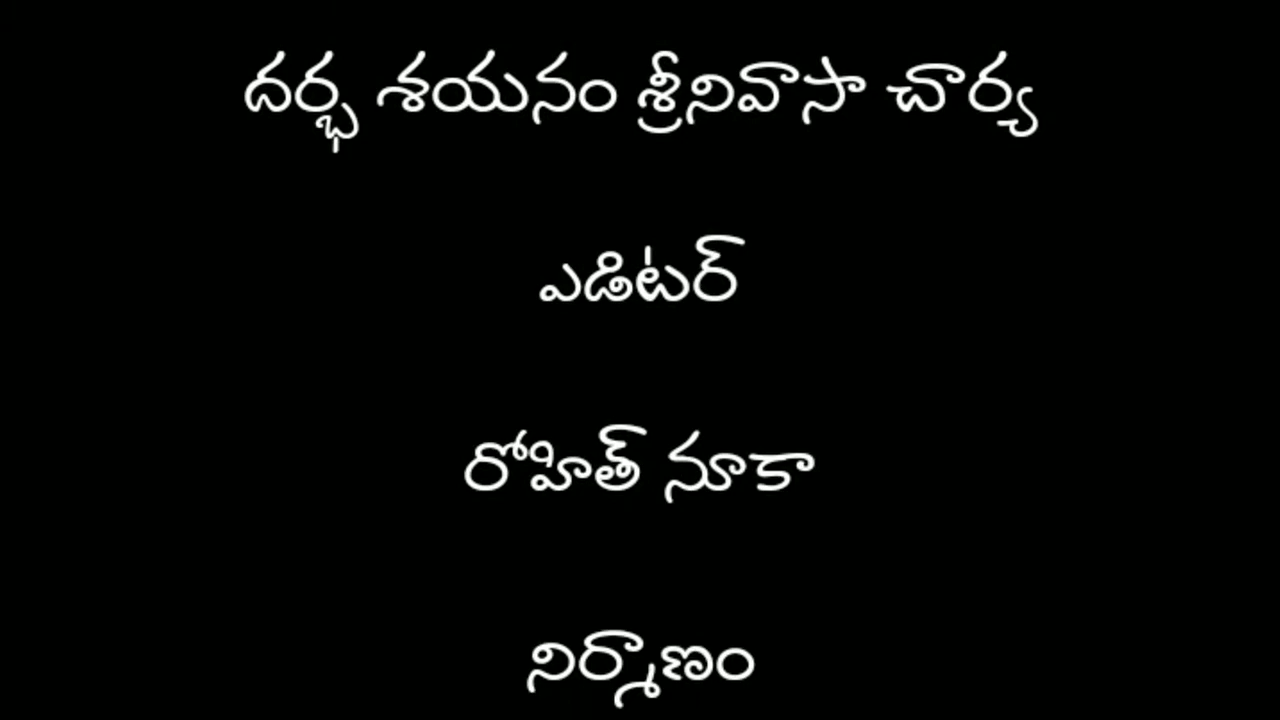 దర్భ శయనం శ్రీనివాసా చార్య
ఎడిటర్
రోహిత్ నూకా
నిర్మాణం